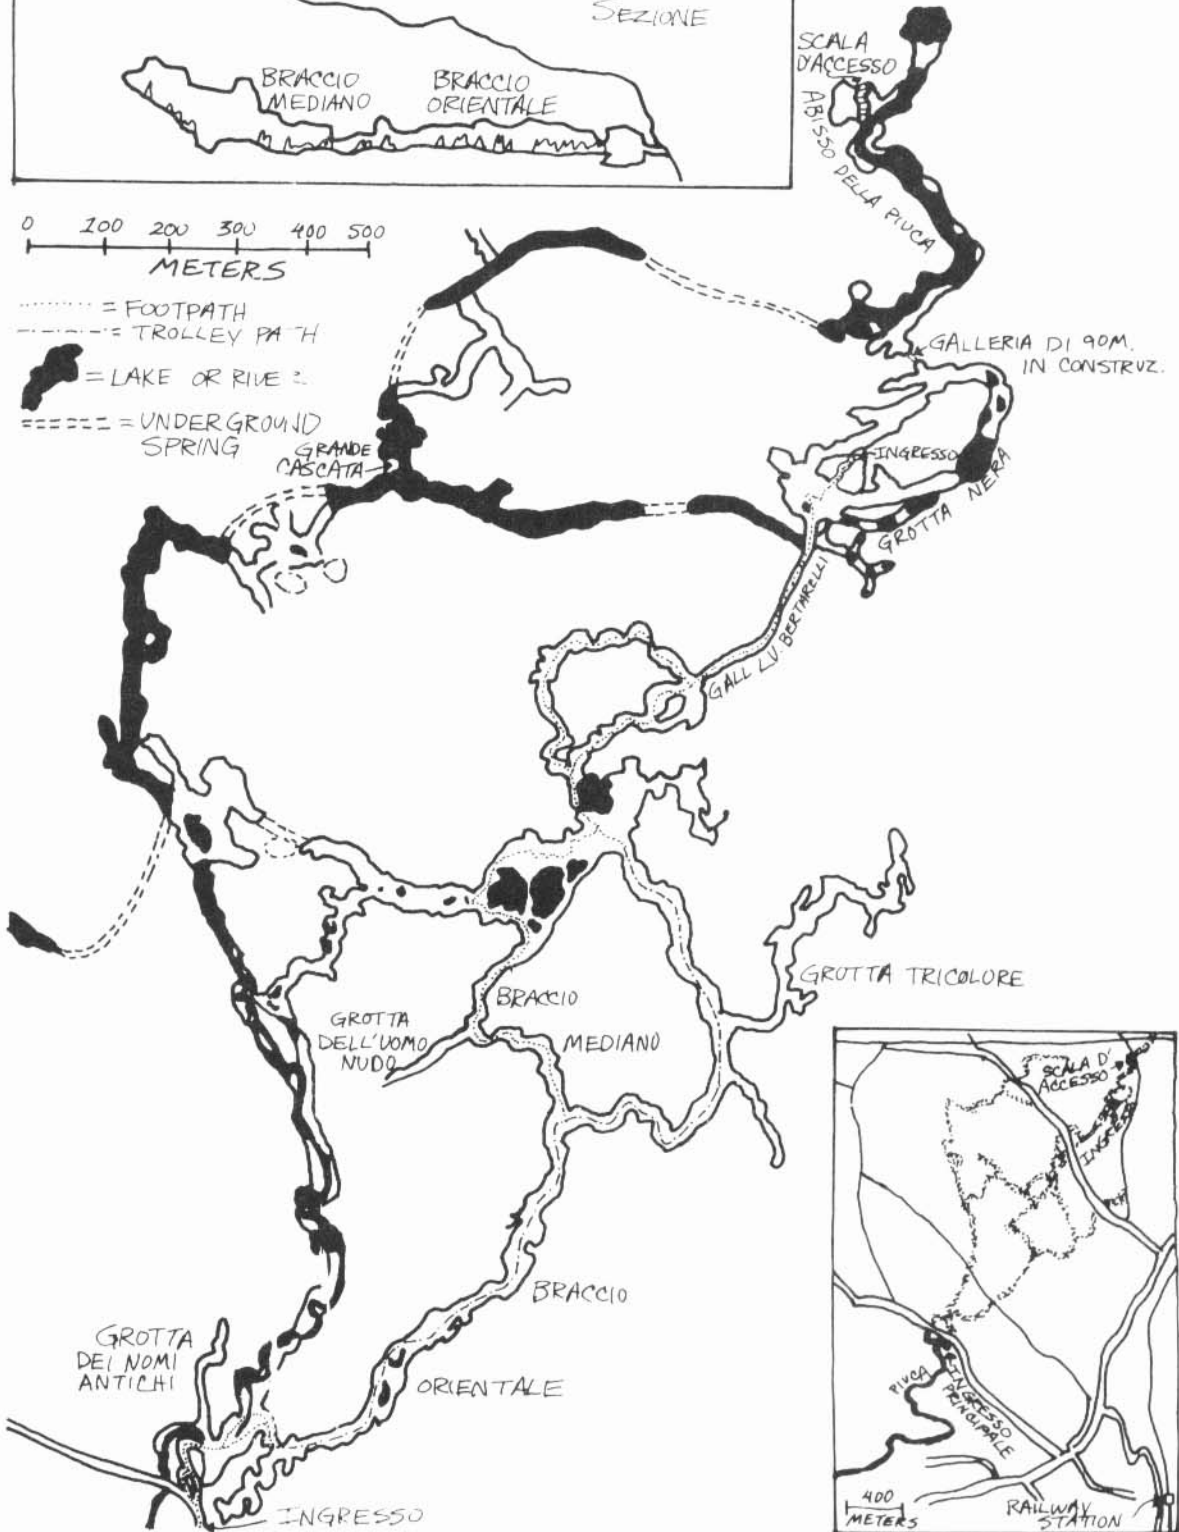 SEZIONE
BRACCIO
MEDIANO
BRACCIO
ORIENTALE
SCALA
D'ACCESSO
ABISSO DELLA PIUCA
0 100 200 300 400 500
METERS
= FOOTPATH
= TROLLEY PATH
= LAKE OR RIVE
= UNDERGROUND
SPRING
GRANDE
CASCATA
GALLERIA DI 90M.
IN CONSTRUZ.
INGRESSO
GROTTA NERA
GALL L.V. BERTARELLI
GROTTA TRICOLORE
BRACCIO
MEDIANO
GROTTA
DELL'UOMO
NUDO
BRACCIO
ORIENTALE
GROTTA
DEI NOMI
ANTICHI
INGRESSO
SCALA D'
ACCESSO
INGRESS
PIUCA
INGRESSO
PRINCIPALE
400
METERS
RAILWAY
STATION